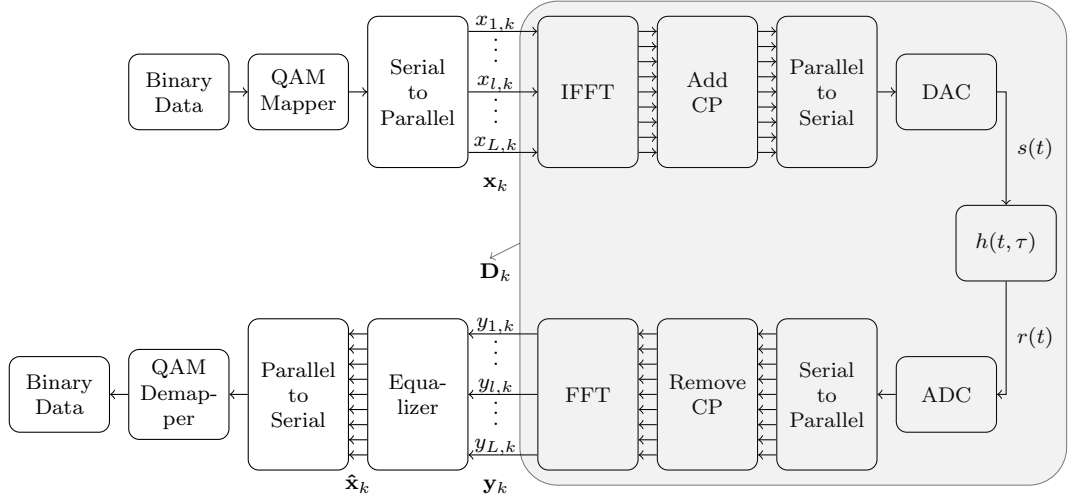 Binary
Data
QAM
Mapper
Serial
to
Parallel
x_{1,k}
⋮
x_{l,k}
⋮
x_{L,k}
𝐱_k
IFFT
Add
CP
Parallel
to
Serial
DAC
s(t)
h(t, τ)
r(t)
𝐃_k
ADC
Serial
to
Parallel
Remove
CP
FFT
y_{1,k}
⋮
y_{l,k}
⋮
y_{L,k}
𝐲_k
Equa-
lizer
𝐱̂_k
Parallel
to
Serial
QAM
Demap-
per
Binary
Data